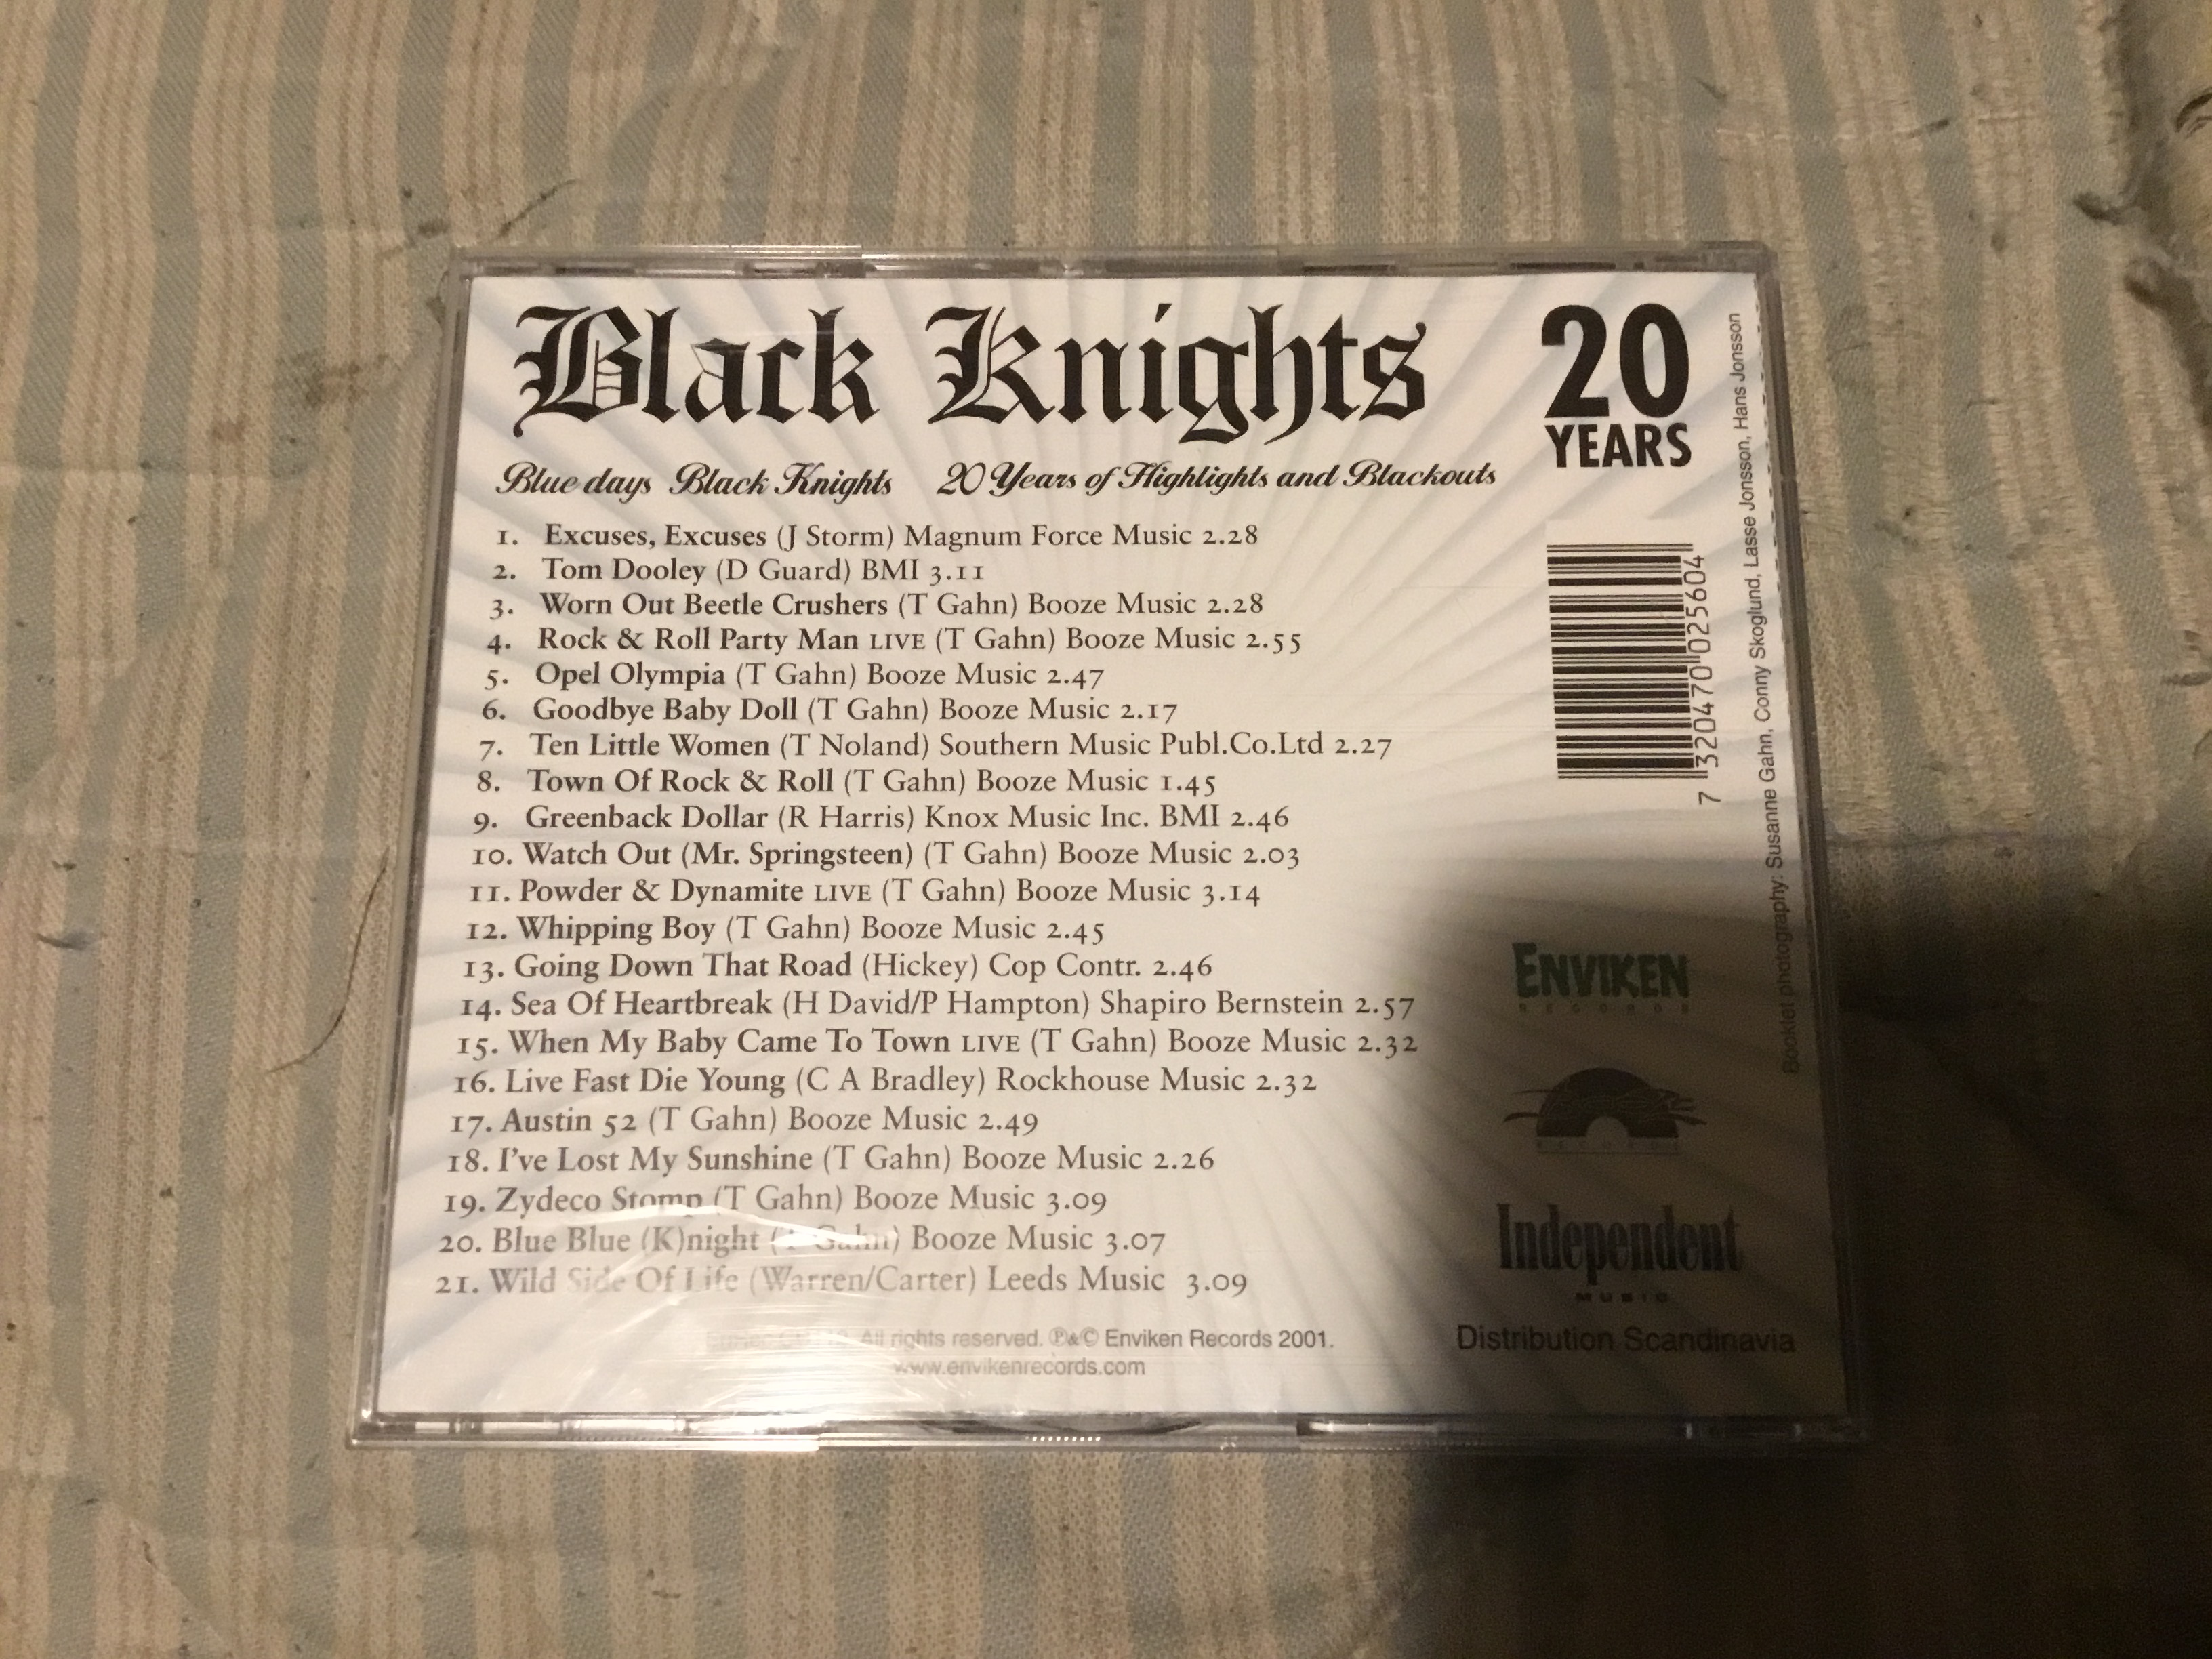 Black Knights
20
YEARS
Blue days Black Knights 20 Years of Highlights and Blackouts
1. Excuses, Excuses (J Storm) Magnum Force Music 2.28
2. Tom Dooley (D Guard) BMI 3.11
3. Worn Out Beetle Crushers (T Gahn) Booze Music 2.28
4. Rock & Roll Party Man LIVE (T Gahn) Booze Music 2.55
5. Opel Olympia (T Gahn) Booze Music 2.47
6. Goodbye Baby Doll (T Gahn) Booze Music 2.17
7. Ten Little Women (T Noland) Southern Music Publ.Co.Ltd 2.27
8. Town Of Rock & Roll (T Gahn) Booze Music 1.45
9. Greenback Dollar (R Harris) Knox Music Inc. BMI 2.46
10. Watch Out (Mr. Springsteen) (T Gahn) Booze Music 2.03
11. Powder & Dynamite LIVE (T Gahn) Booze Music 3.14
12. Whipping Boy (T Gahn) Booze Music 2.45
13. Going Down That Road (Hickey) Cop Contr. 2.46
14. Sea Of Heartbreak (H David/P Hampton) Shapiro Bernstein 2.57
15. When My Baby Came To Town LIVE (T Gahn) Booze Music 2.32
16. Live Fast Die Young (C A Bradley) Rockhouse Music 2.32
17. Austin 52 (T Gahn) Booze Music 2.49
18. I've Lost My Sunshine (T Gahn) Booze Music 2.26
19. Zydeco Stomp (T Gahn) Booze Music 3.09
20. Blue Blue (K)night (T Gahn) Booze Music 3.07
21. Wild Side Of Life (Warren/Carter) Leeds Music 3.09
All rights reserved. ℗&© Enviken Records 2001.
www.envikenrecords.com
7 320470 025604
Booklet photography: Susanne Gahn, Conny Skoglund, Lasse Jonsson, Hans Jonsson
ENVIKEN
RECORDS
RECORDS
Independent
MUSIC
Distribution Scandinavia